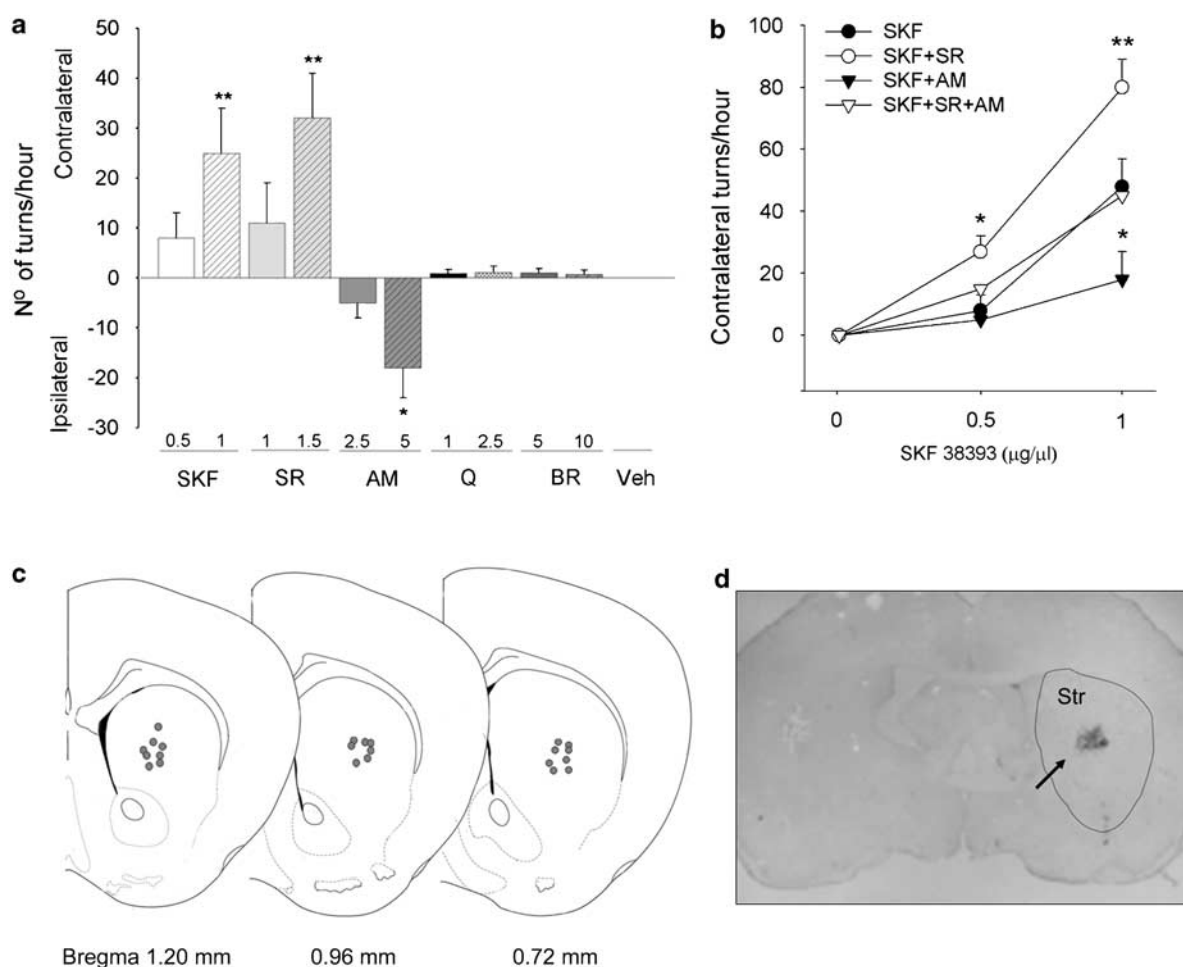 a
Nº of turns/hour
Contralateral
Ipsilateral
50
40
30
20
10
0
-10
-20
-30
**
**
*
0.5 1 1 1.5 2.5 5 1 2.5 5 10
SKF SR AM Q BR Veh
b
SKF
SKF+SR
SKF+AM
SKF+SR+AM
Contralateral turns/hour
100
80
60
40
20
0
**
*
*
0 0.5 1
SKF 38393 (µg/µl)
c
Bregma 1.20 mm 0.96 mm 0.72 mm
d
Str